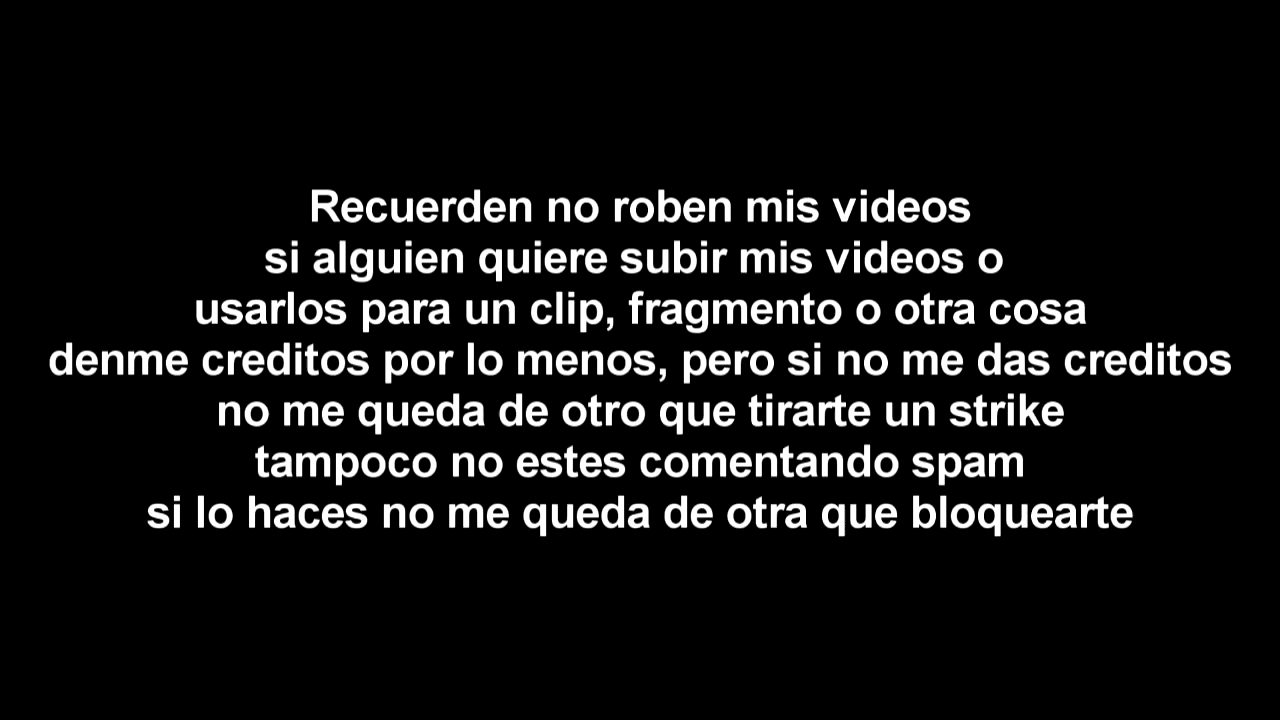 Recuerden no roben mis videos
si alguien quiere subir mis videos o
usarlos para un clip, fragmento o otra cosa
denme creditos por lo menos, pero si no me das creditos
no me queda de otro que tirarte un strike
tampoco no estes comentando spam
si lo haces no me queda de otra que bloquearte